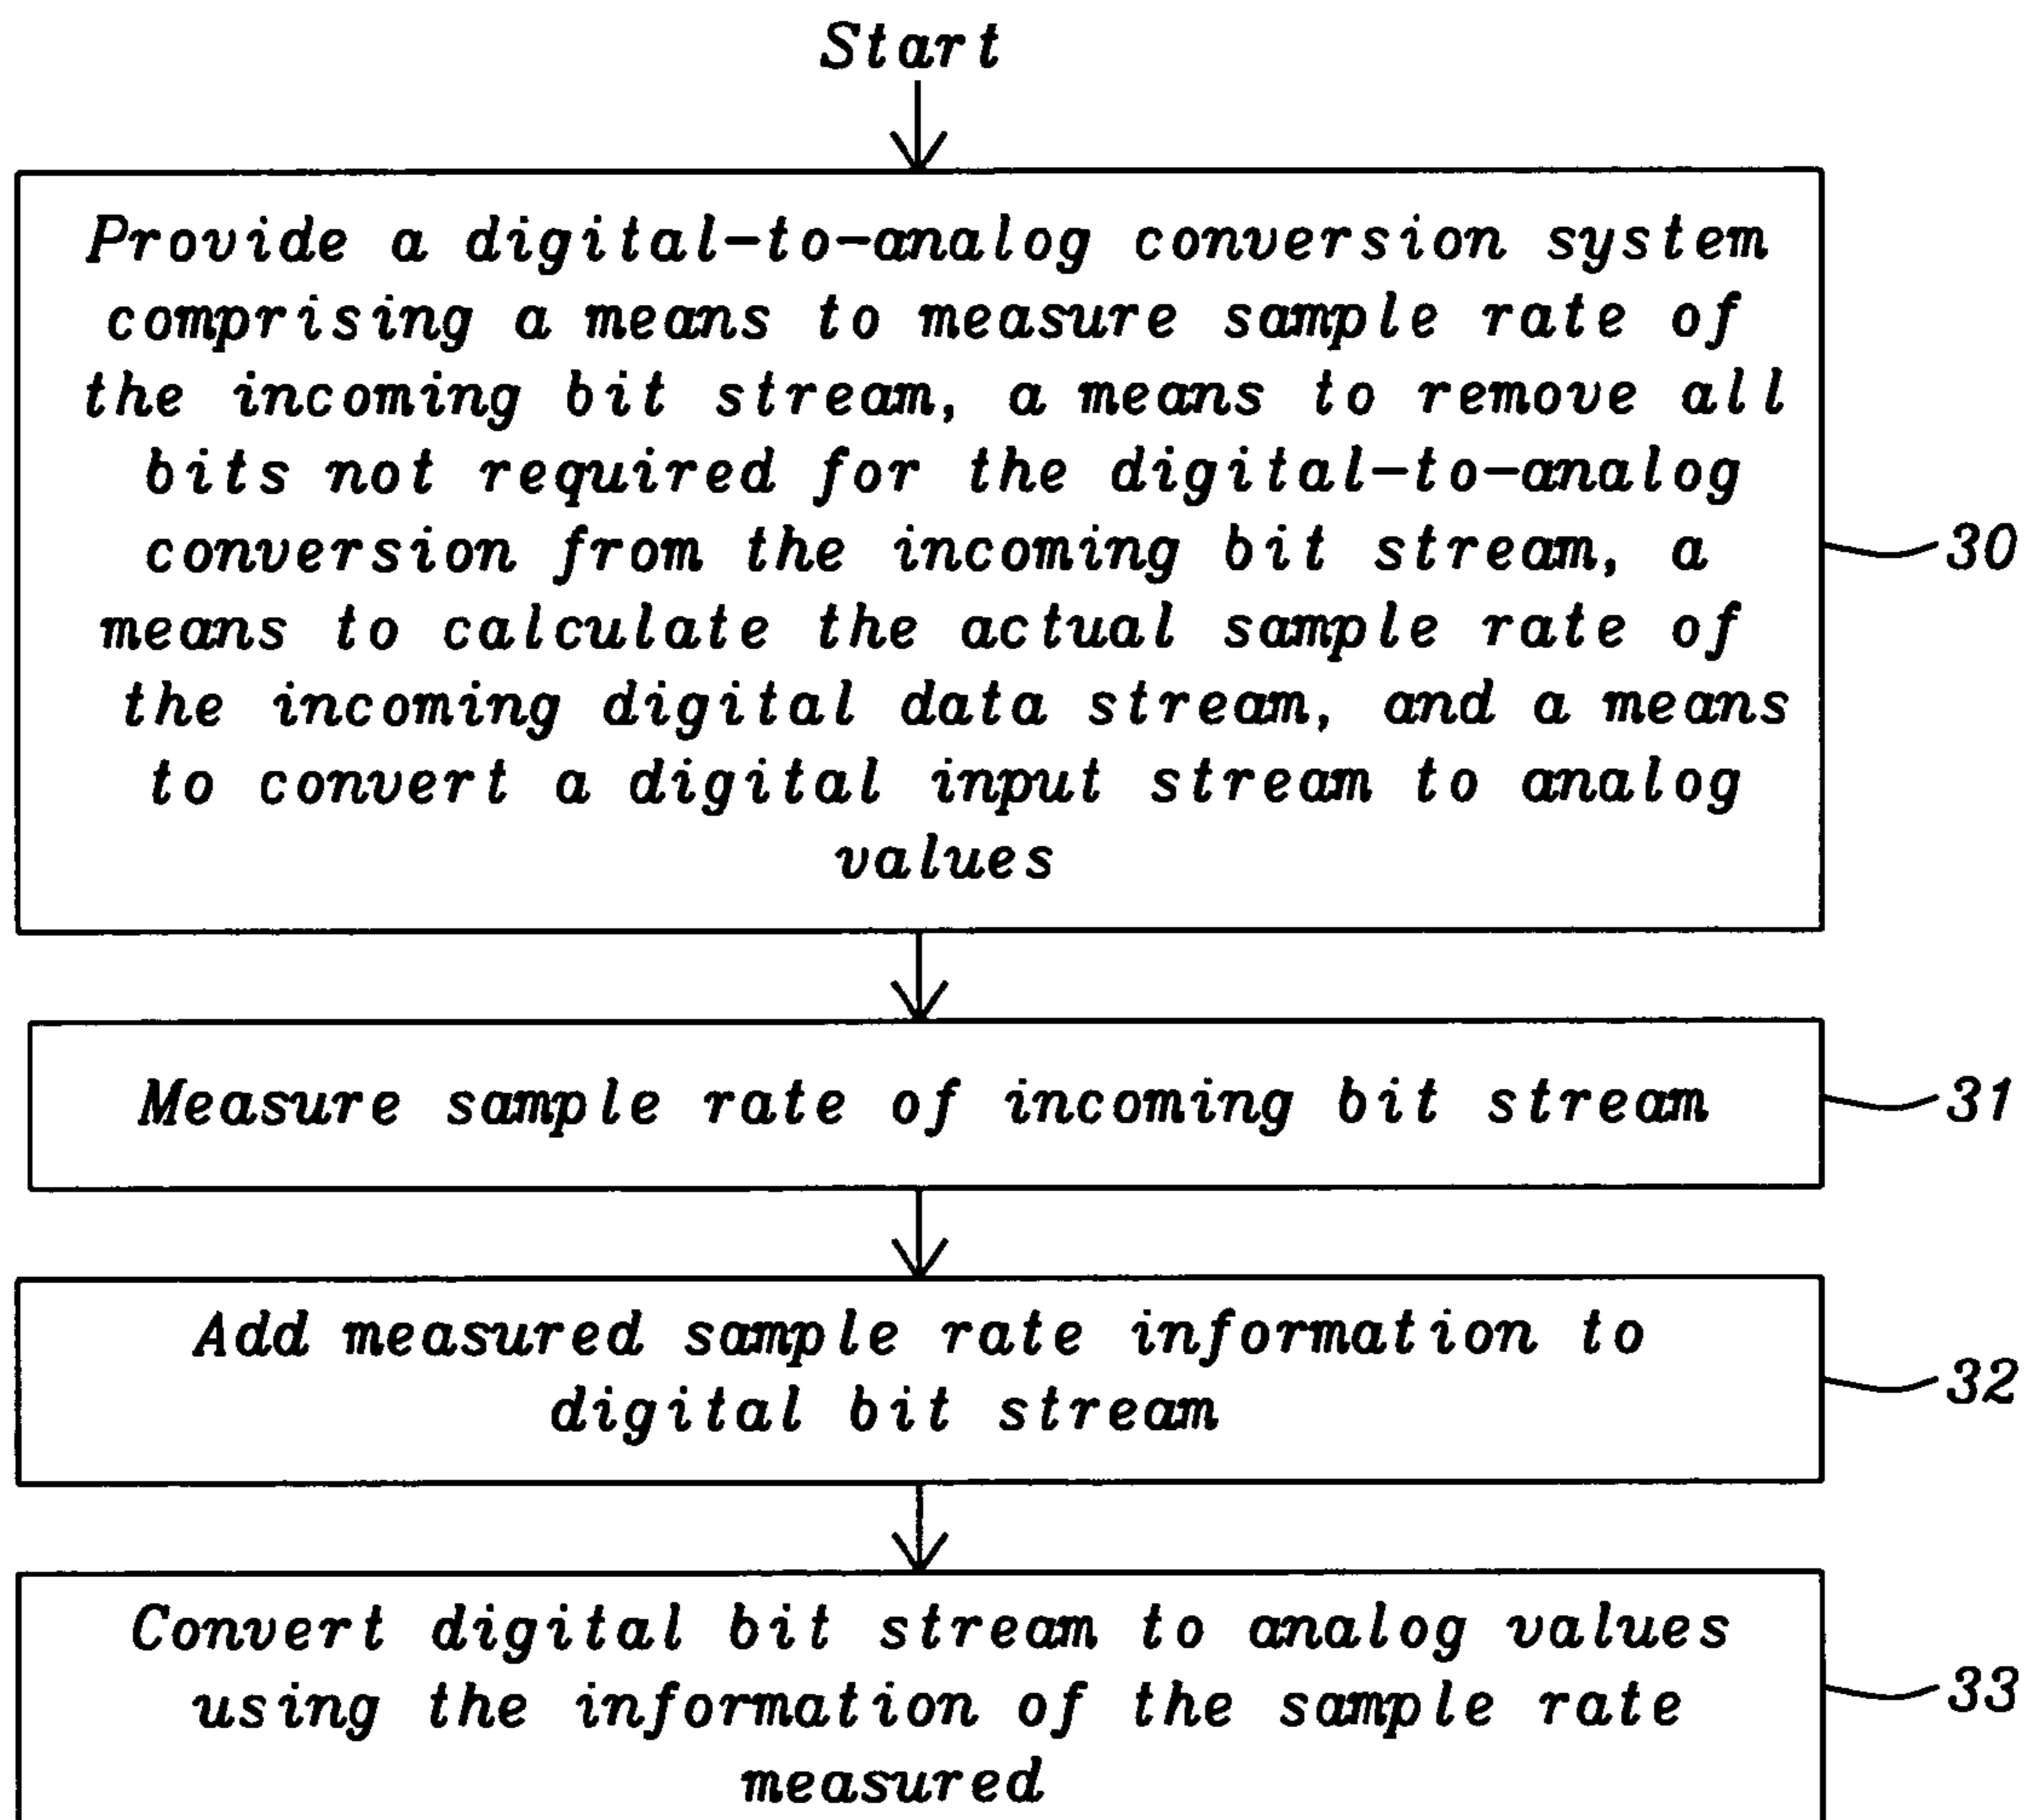 Start
Provide a digital-to-analog conversion system
comprising a means to measure sample rate of
the incoming bit stream, a means to remove all
bits not required for the digital-to-analog
conversion from the incoming bit stream, a
means to calculate the actual sample rate of
the incoming digital data stream, and a means
to convert a digital input stream to analog
values
30
Measure sample rate of incoming bit stream
31
Add measured sample rate information to
digital bit stream
32
Convert digital bit stream to analog values
using the information of the sample rate
measured
33